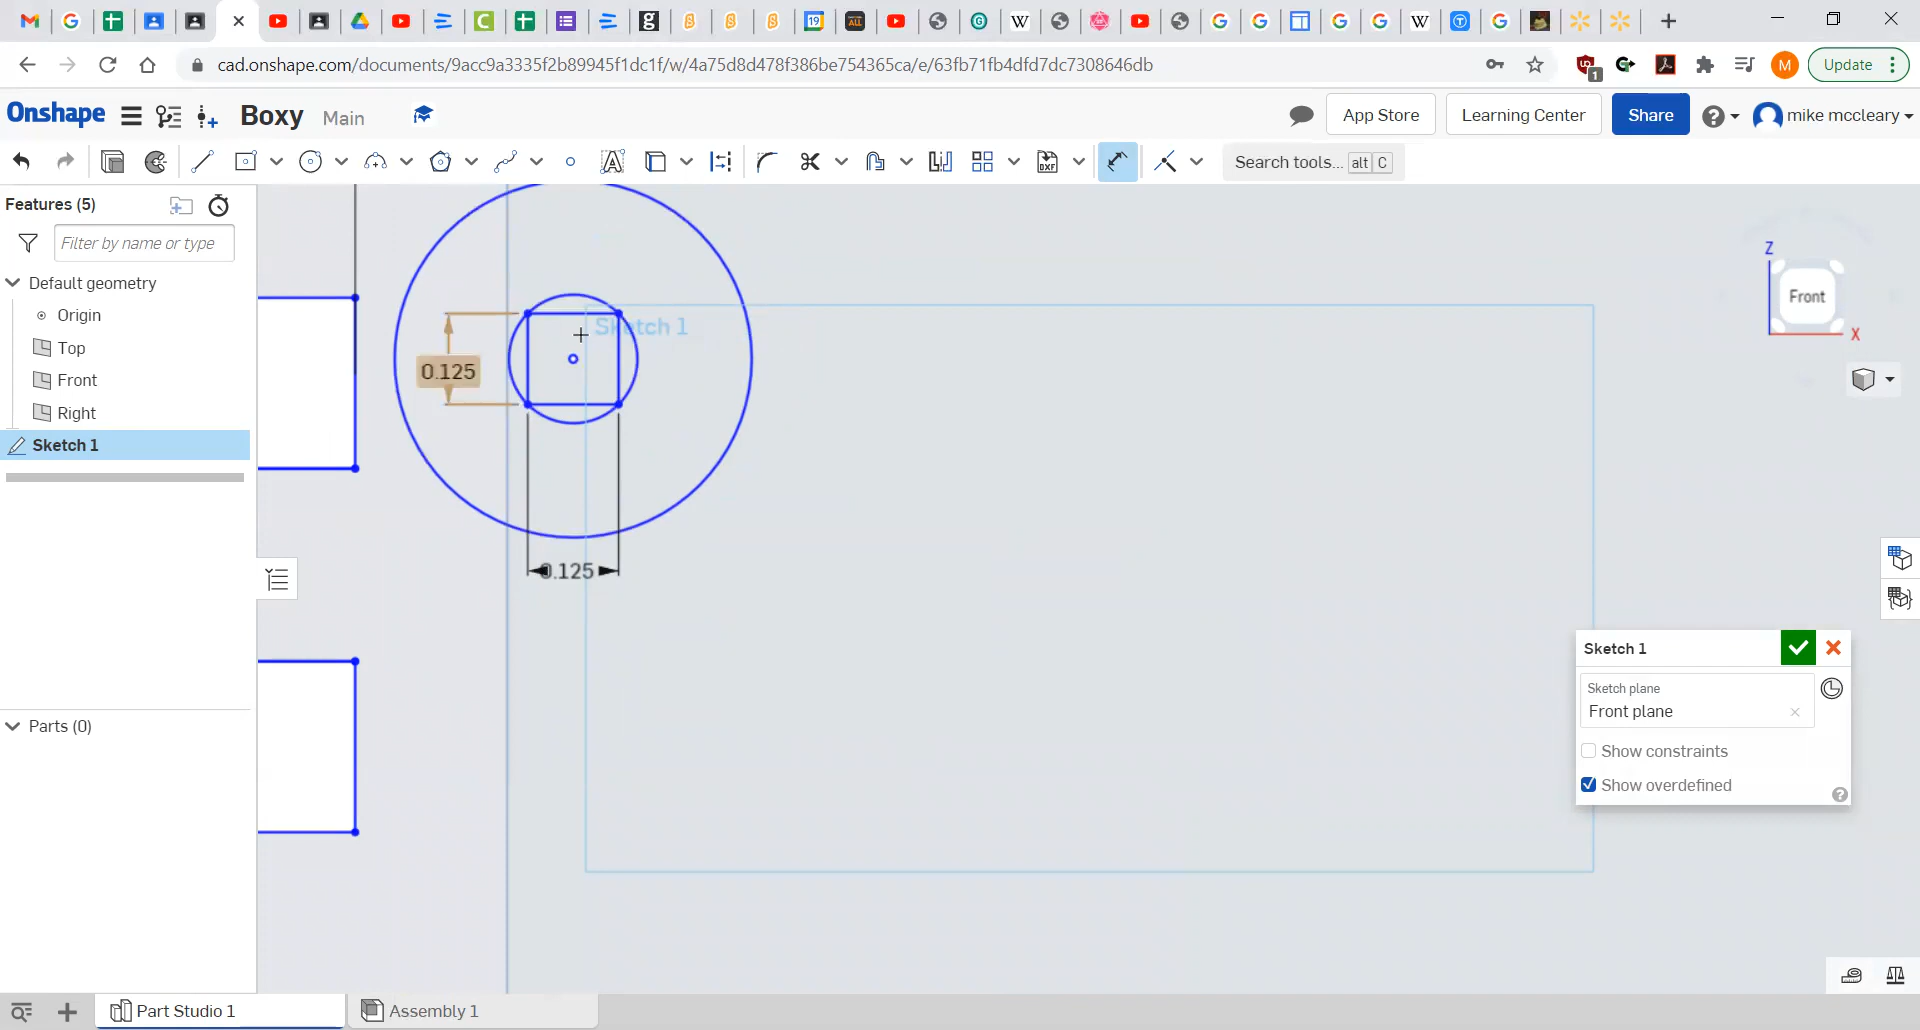 cad.onshape.com/documents/9acc9a3335f2b89945f1dc1f/w/4a75d8d478f386be754365ca/e/63fb71fb4dfd7dc7308646db
1
M
Update
Onshape
Boxy
Main
App Store
Learning Center
Share
mike mccleary
Search tools... alt C
Features (5)
Filter by name or type
Default geometry
Origin
Top
Front
Right
Sketch 1
Parts (0)
Sketch 1
0.125
0.125
Z
Front
X
Sketch 1
Sketch plane
Front plane
Show constraints
Show overdefined
Part Studio 1
Assembly 1